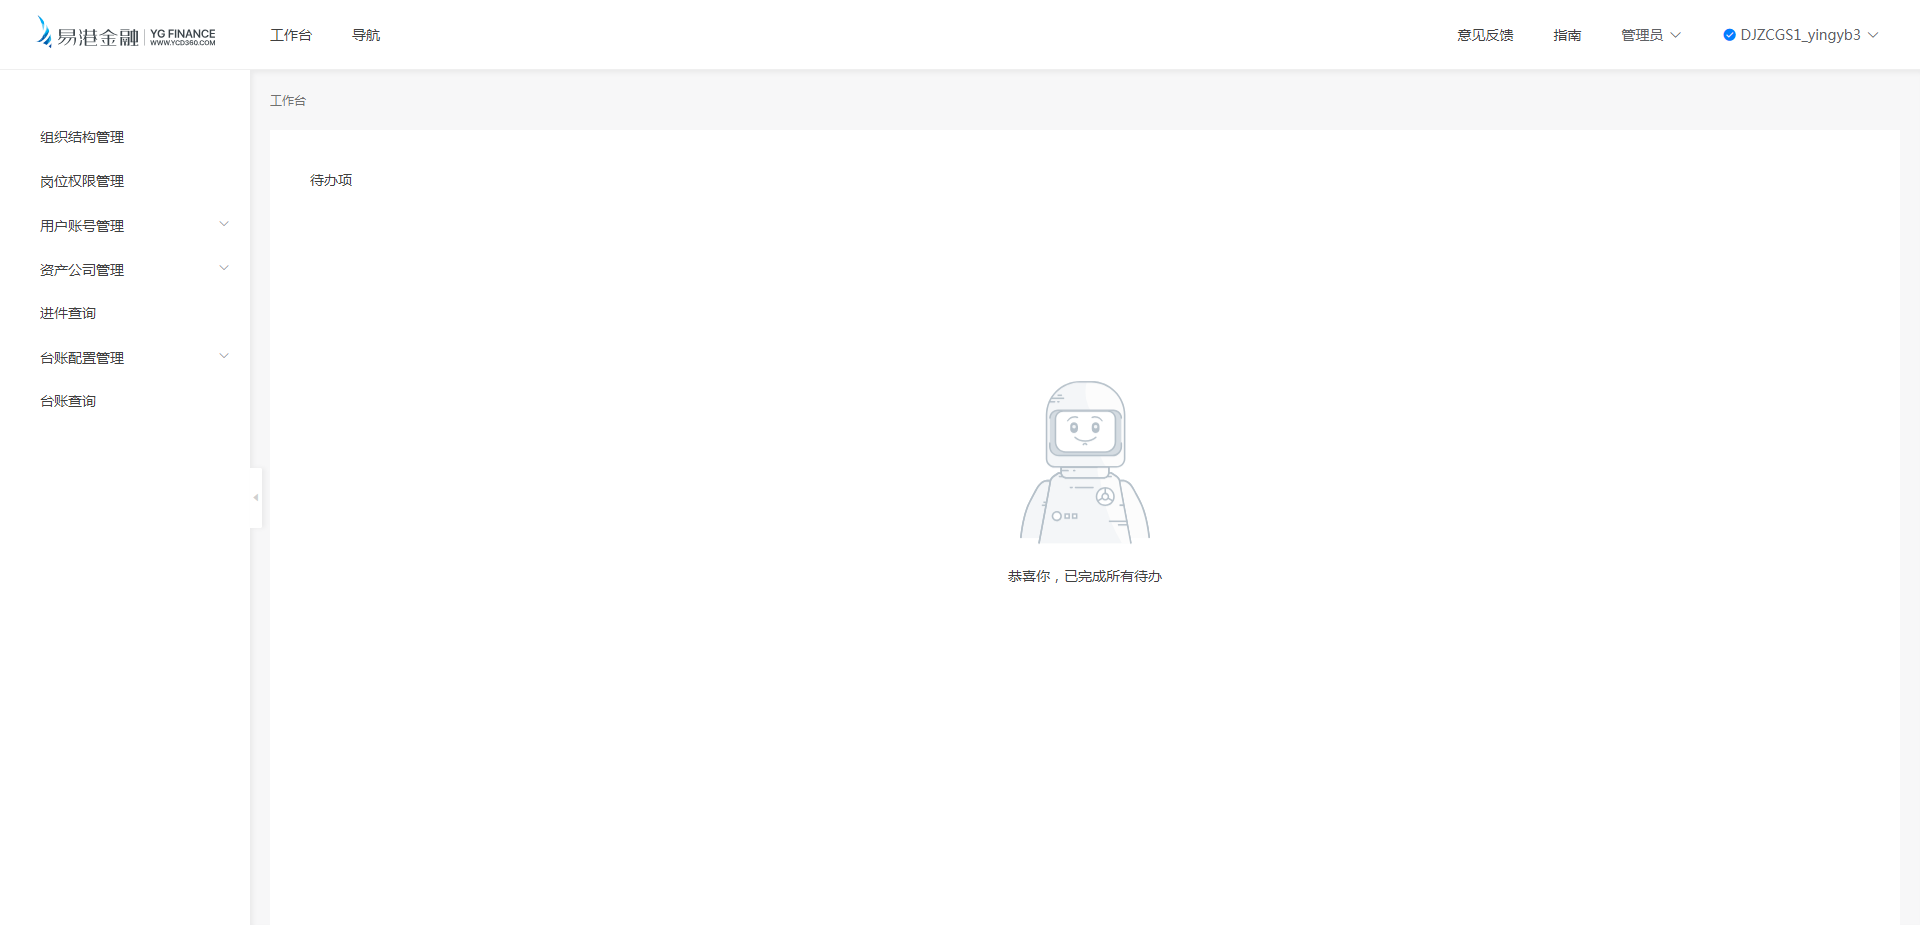 易港金融 YG FINANCE
WWW.YCD360.COM
工作台 导航 意见反馈 指南 管理员 DJZCGS1_yingyb3
工作台
组织结构管理
岗位权限管理
用户账号管理
资产公司管理
进件查询
台账配置管理
台账查询
待办项
恭喜你，已完成所有待办